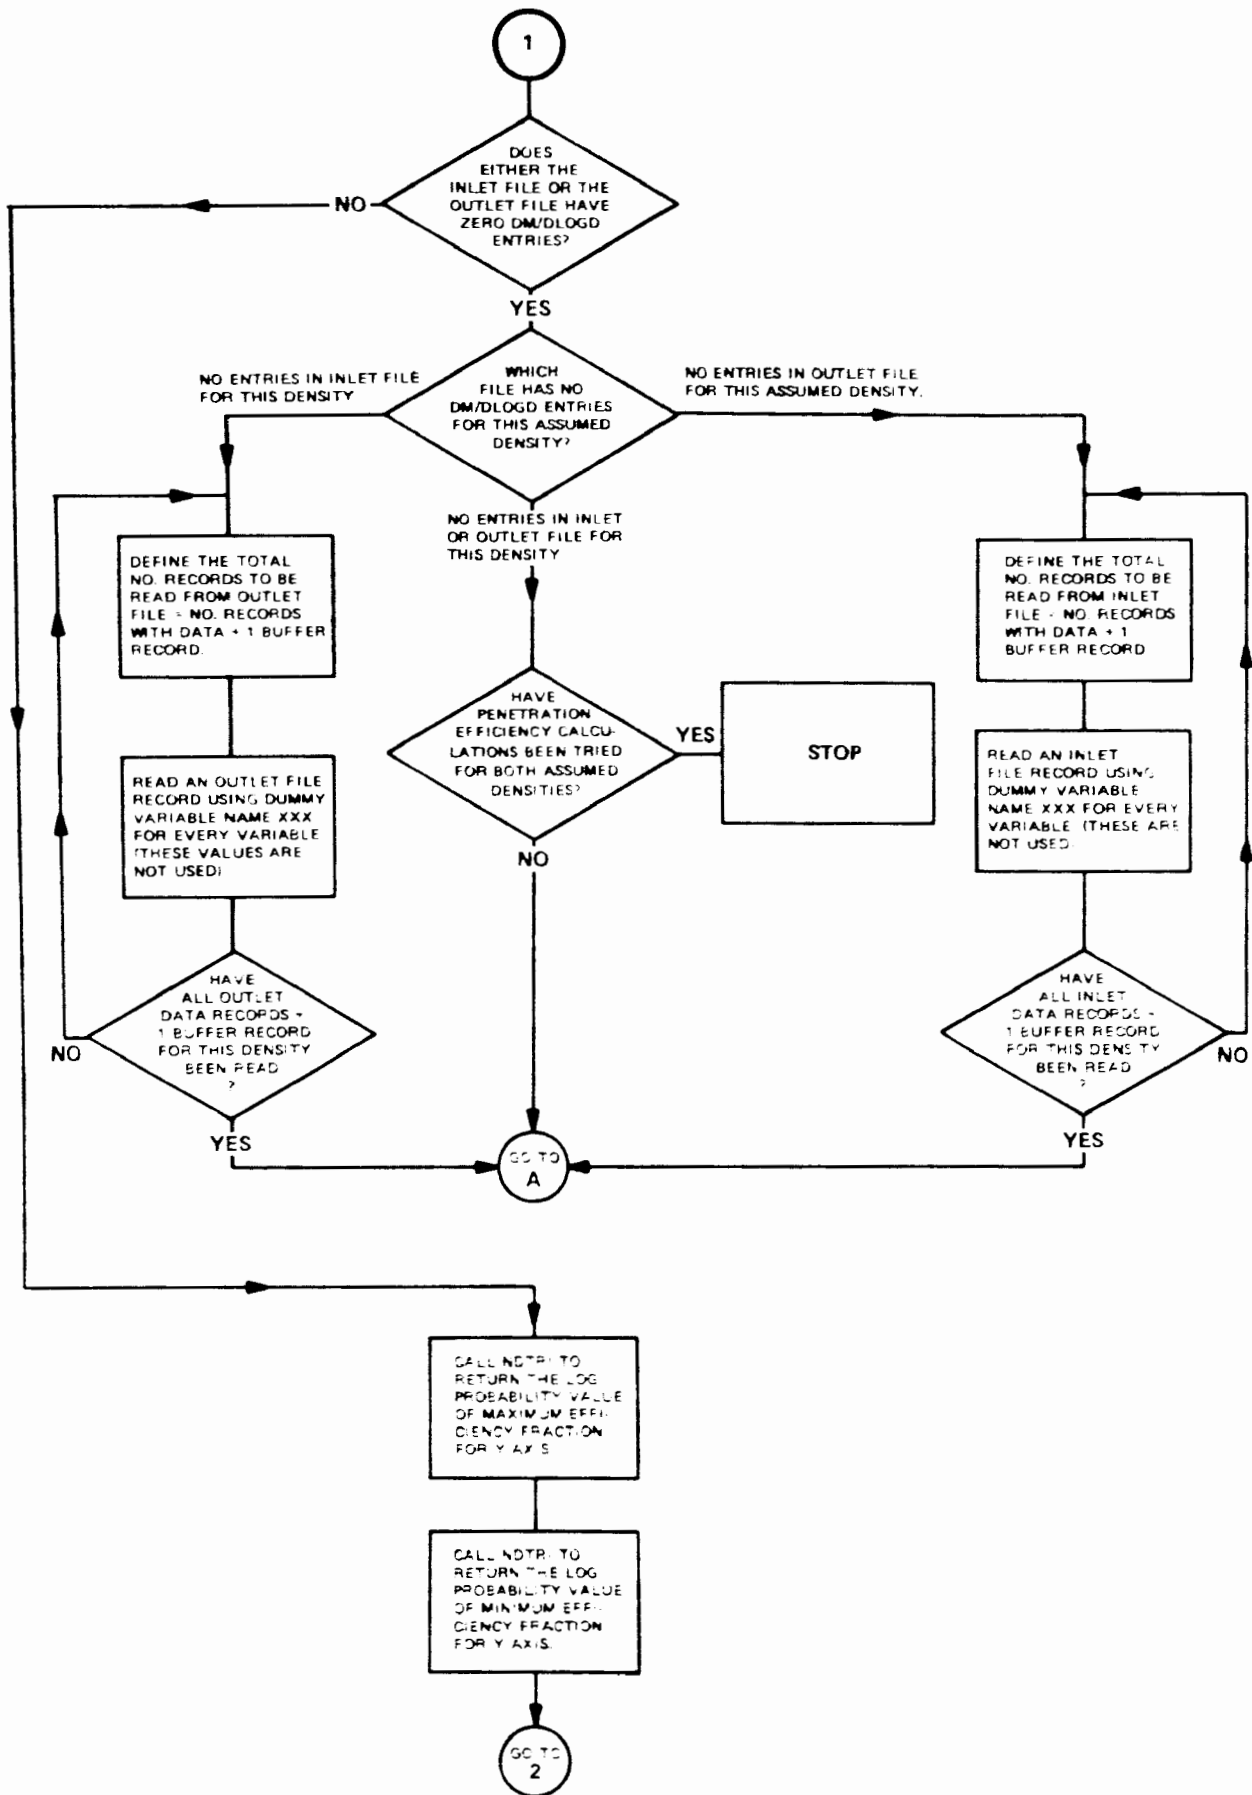 1
DOES
EITHER THE
INLET FILE OR THE
OUTLET FILE HAVE
ZERO DM/DLOGD
ENTRIES?
NO
YES
WHICH
FILE HAS NO
DM/DLOGD ENTRIES
FOR THIS ASSUMED
DENSITY?
NO ENTRIES IN INLET FILE
FOR THIS DENSITY
NO ENTRIES IN OUTLET FILE
FOR THIS ASSUMED DENSITY.
NO ENTRIES IN INLET
OR OUTLET FILE FOR
THIS DENSITY
DEFINE THE TOTAL
NO. RECORDS TO BE
READ FROM OUTLET
FILE = NO. RECORDS
WITH DATA + 1 BUFFER
RECORD.
READ AN OUTLET FILE
RECORD USING DUMMY
VARIABLE NAME XXX
FOR EVERY VARIABLE
(THESE VALUES ARE
NOT USED)
HAVE
ALL OUTLET
DATA RECORDS +
1 BUFFER RECORD
FOR THIS DENSITY
BEEN READ
?
NO
YES
HAVE
PENETRATION
EFFICIENCY CALCU-
LATIONS BEEN TRIED
FOR BOTH ASSUMED
DENSITIES?
YES
STOP
NO
DEFINE THE TOTAL
NO. RECORDS TO BE
READ FROM INLET
FILE = NO. RECORDS
WITH DATA + 1
BUFFER RECORD
READ AN INLET
FILE RECORD USING
DUMMY VARIABLE
NAME XXX FOR EVERY
VARIABLE (THESE ARE
NOT USED.
HAVE
ALL INLET
DATA RECORDS +
1 BUFFER RECORD
FOR THIS DENSITY
BEEN READ
?
NO
YES
GO TO
A
CALL NDTRI TO
RETURN THE LOG
PROBABILITY VALUE
OF MAXIMUM EFFI-
CIENCY FRACTION
FOR Y AXIS
CALL NDTRI TO
RETURN THE LOG
PROBABILITY VALUE
OF MINIMUM EFFI-
CIENCY FRACTION
FOR Y AXIS.
GO TO
2